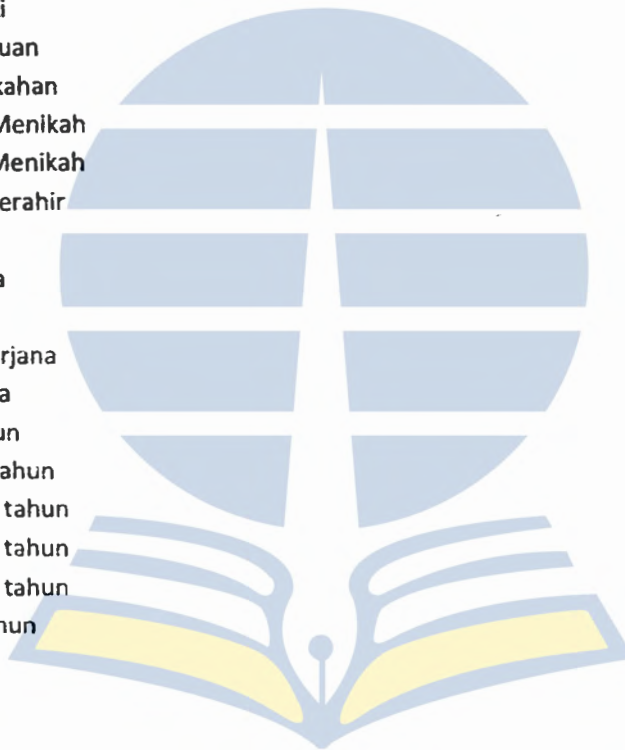 i
uan
kahan
Menikah
Menikah
erahir
a
rjana
a
un
ahun
tahun
tahun
tahun
hun